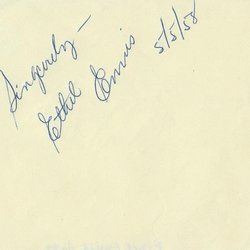 Sincerely –
Ethel Ennis
5/5/58